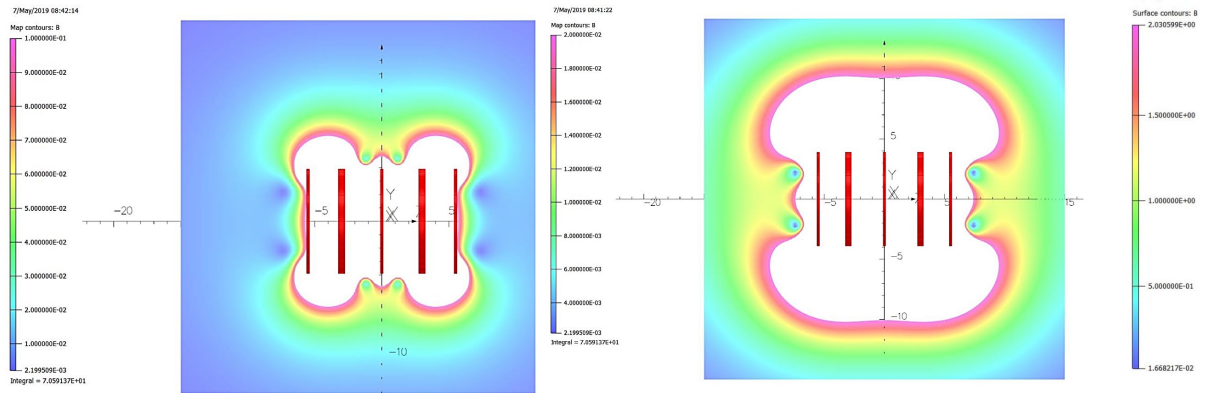 7/May/2019 08:42:14
Map contours: B
1.000000E-01
9.000000E-02
8.000000E-02
7.000000E-02
6.000000E-02
5.000000E-02
4.000000E-02
3.000000E-02
2.000000E-02
1.000000E-02
2.199509E-03
Integral = 7.059137E+01
-20
-5
Y
X
5
-10
7/May/2019 08:41:22
Map contours: B
2.000000E-02
1.800000E-02
1.600000E-02
1.400000E-02
1.200000E-02
1.000000E-02
8.000000E-03
6.000000E-03
4.000000E-03
2.199509E-03
Integral = 7.059137E+01
5
-20
-5
Y
X
5
15
-5
-10
Surface contours: B
2.030599E+00
1.500000E+00
1.000000E+00
5.000000E-01
1.668217E-02